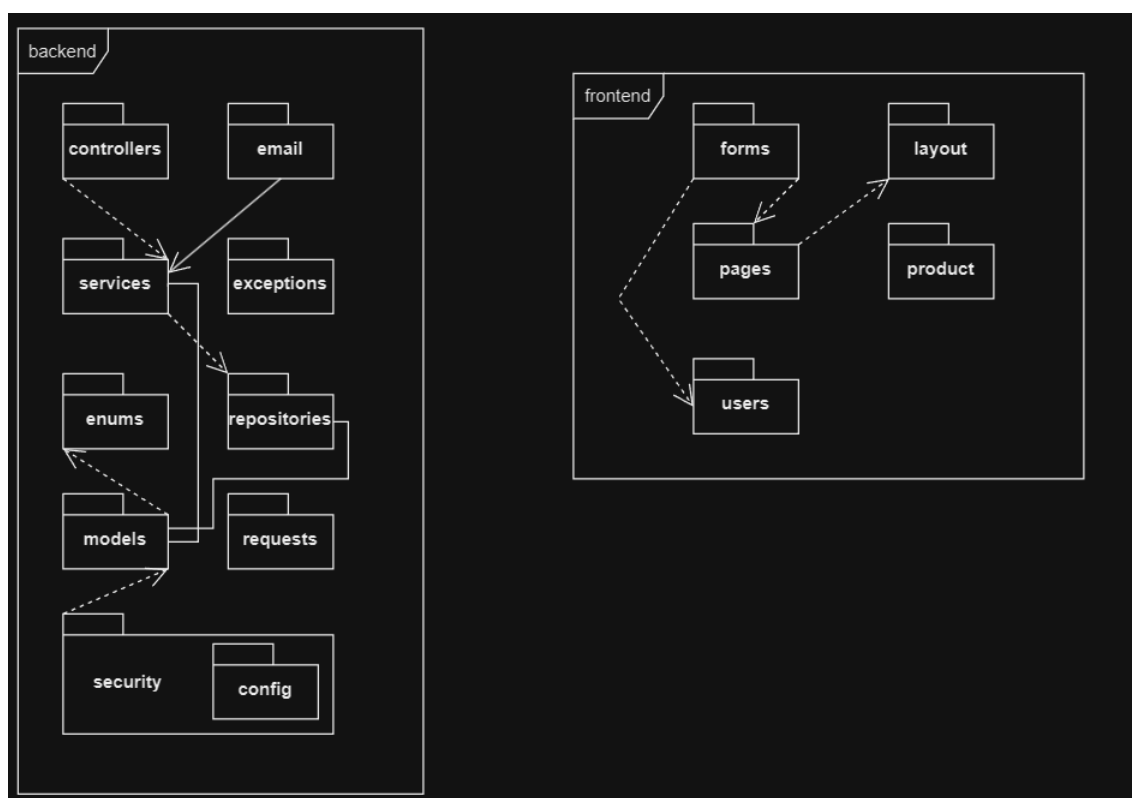 backend
controllers
email
services
exceptions
enums
repositories
models
requests
security
config
frontend
forms
layout
pages
product
users